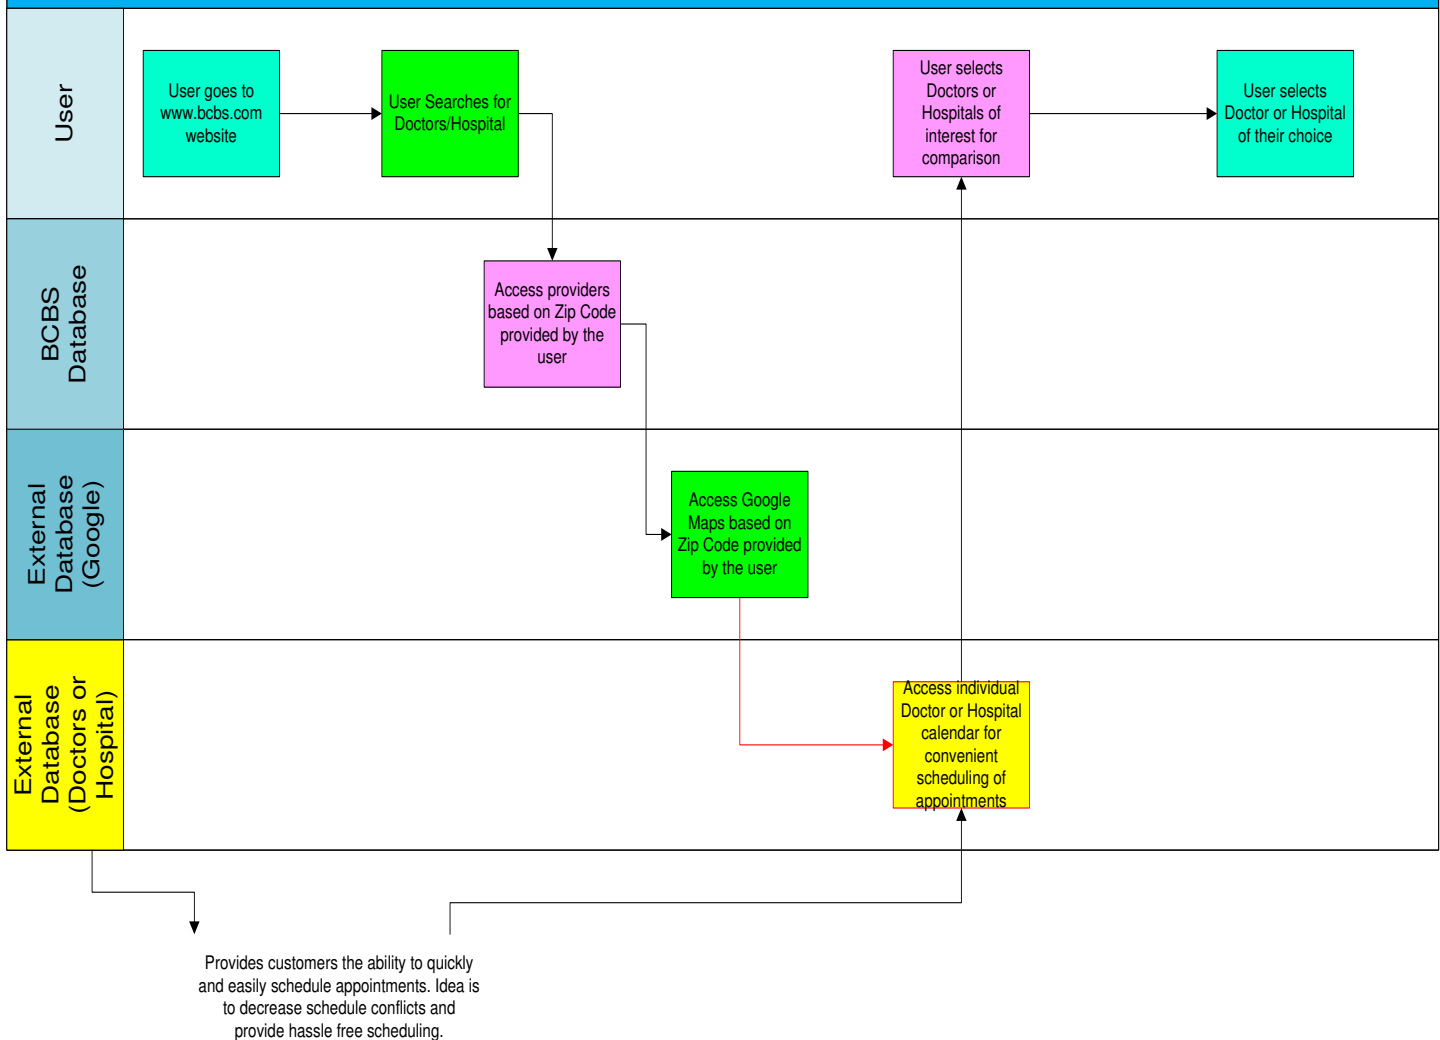 User
User goes to
www.bcbs.com
website
User Searches for
Doctors/Hospital
User selects
Doctors or
Hospitals of
interest for
comparison
User selects
Doctor or Hospital
of their choice
BCBS
Database
Access providers
based on Zip Code
provided by the
user
External
Database
(Google)
Access Google
Maps based on
Zip Code provided
by the user
External
Database
(Doctors or
Hospital)
Access individual
Doctor or Hospital
calendar for
convenient
scheduling of
appointments
Provides customers the ability to quickly
and easily schedule appointments. Idea is
to decrease schedule conflicts and
provide hassle free scheduling.